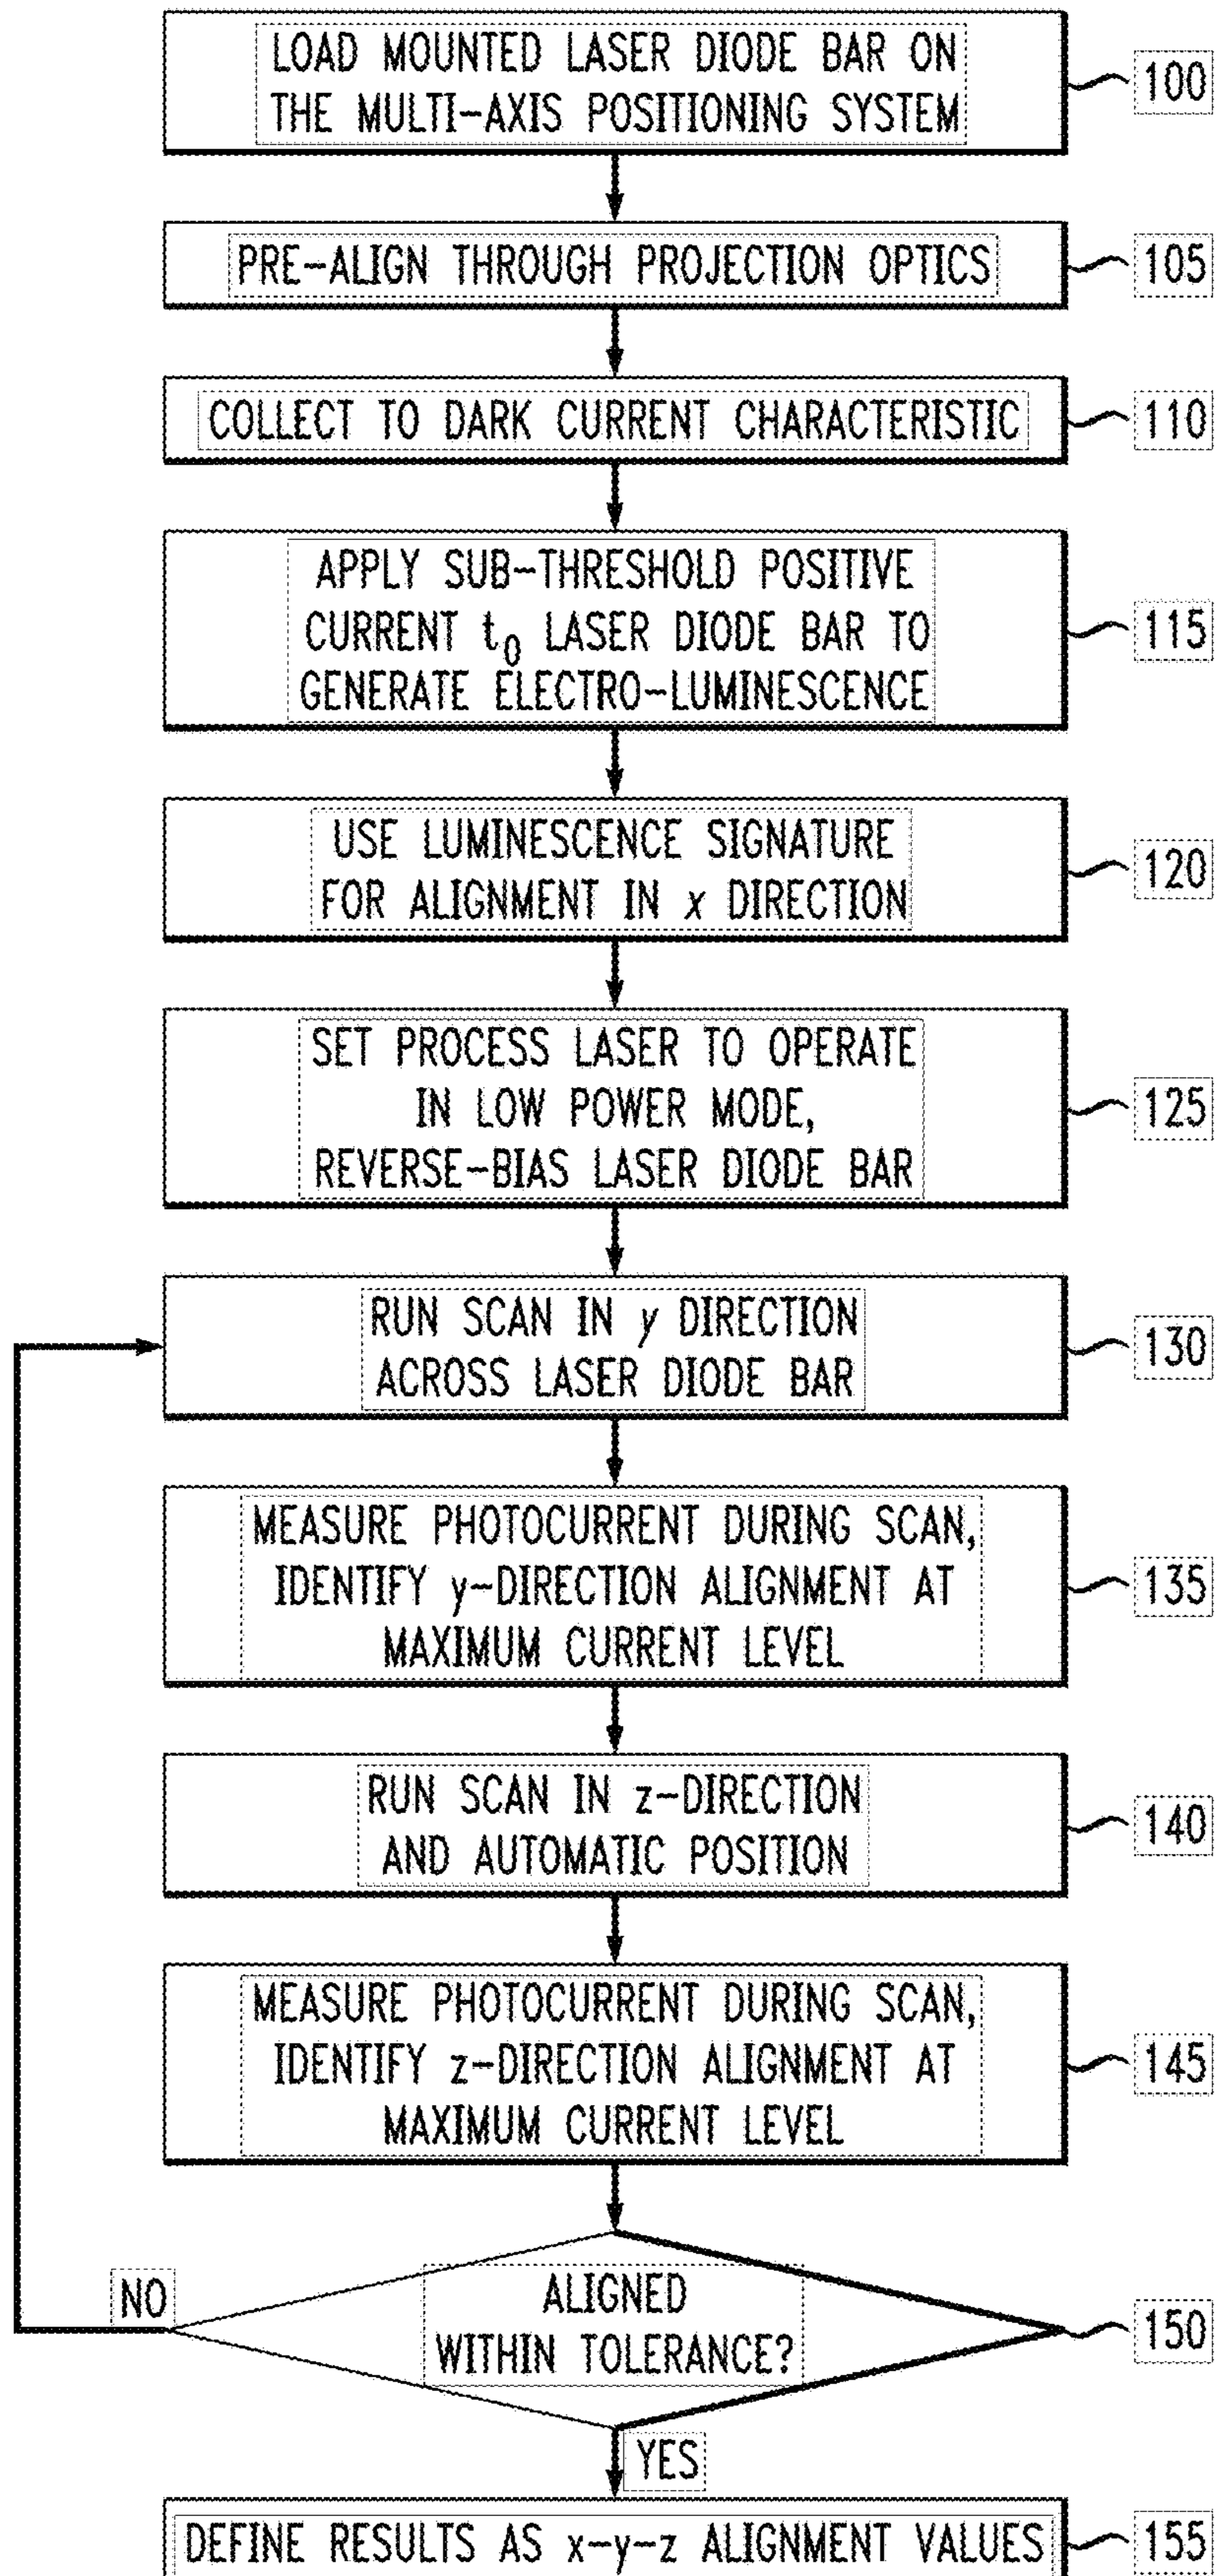 LOAD MOUNTED LASER DIODE BAR ON
THE MULTI-AXIS POSITIONING SYSTEM
100
PRE-ALIGN THROUGH PROJECTION OPTICS
105
COLLECT TO DARK CURRENT CHARACTERISTIC
110
APPLY SUB-THRESHOLD POSITIVE
CURRENT t₀ LASER DIODE BAR TO
GENERATE ELECTRO-LUMINESCENCE
115
USE LUMINESCENCE SIGNATURE
FOR ALIGNMENT IN x DIRECTION
120
SET PROCESS LASER TO OPERATE
IN LOW POWER MODE,
REVERSE-BIAS LASER DIODE BAR
125
RUN SCAN IN y DIRECTION
ACROSS LASER DIODE BAR
130
MEASURE PHOTOCURRENT DURING SCAN,
IDENTIFY y-DIRECTION ALIGNMENT AT
MAXIMUM CURRENT LEVEL
135
RUN SCAN IN z-DIRECTION
AND AUTOMATIC POSITION
140
MEASURE PHOTOCURRENT DURING SCAN,
IDENTIFY z-DIRECTION ALIGNMENT AT
MAXIMUM CURRENT LEVEL
145
NO
ALIGNED
WITHIN TOLERANCE?
150
YES
DEFINE RESULTS AS x-y-z ALIGNMENT VALUES
155